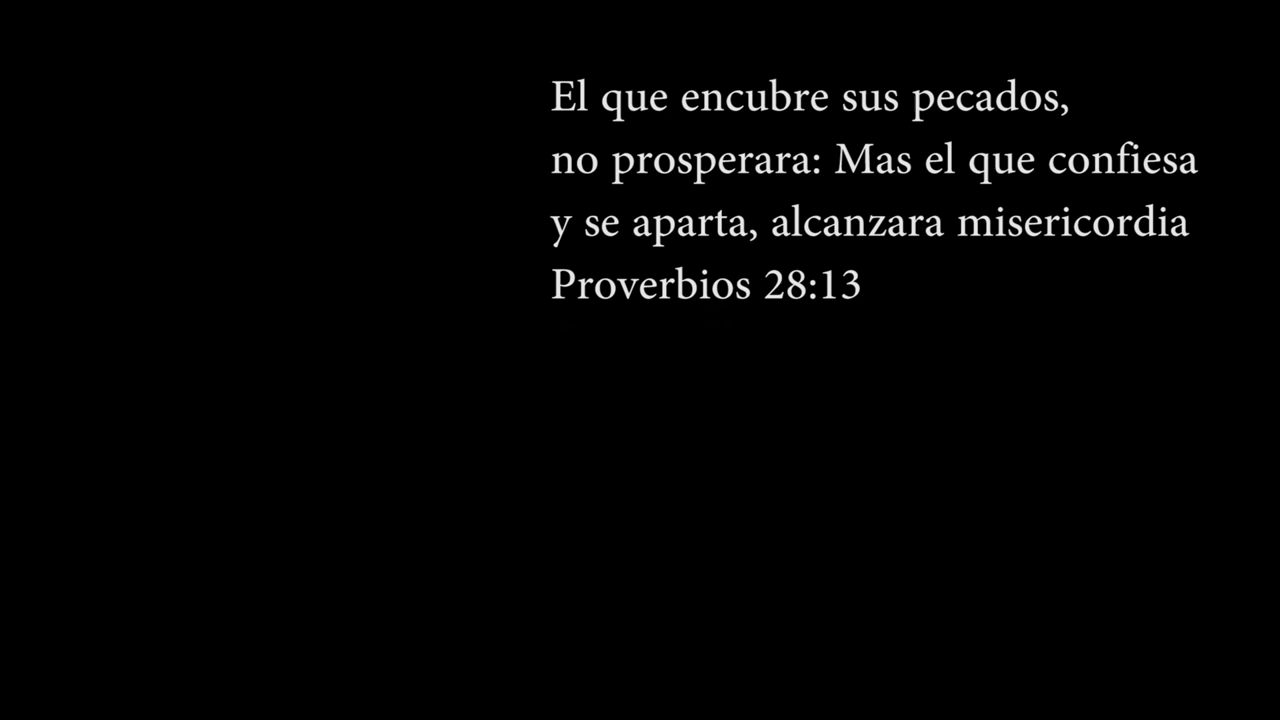 El que encubre sus pecados,
no prosperara: Mas el que confiesa
y se aparta, alcanzara misericordia
Proverbios 28:13